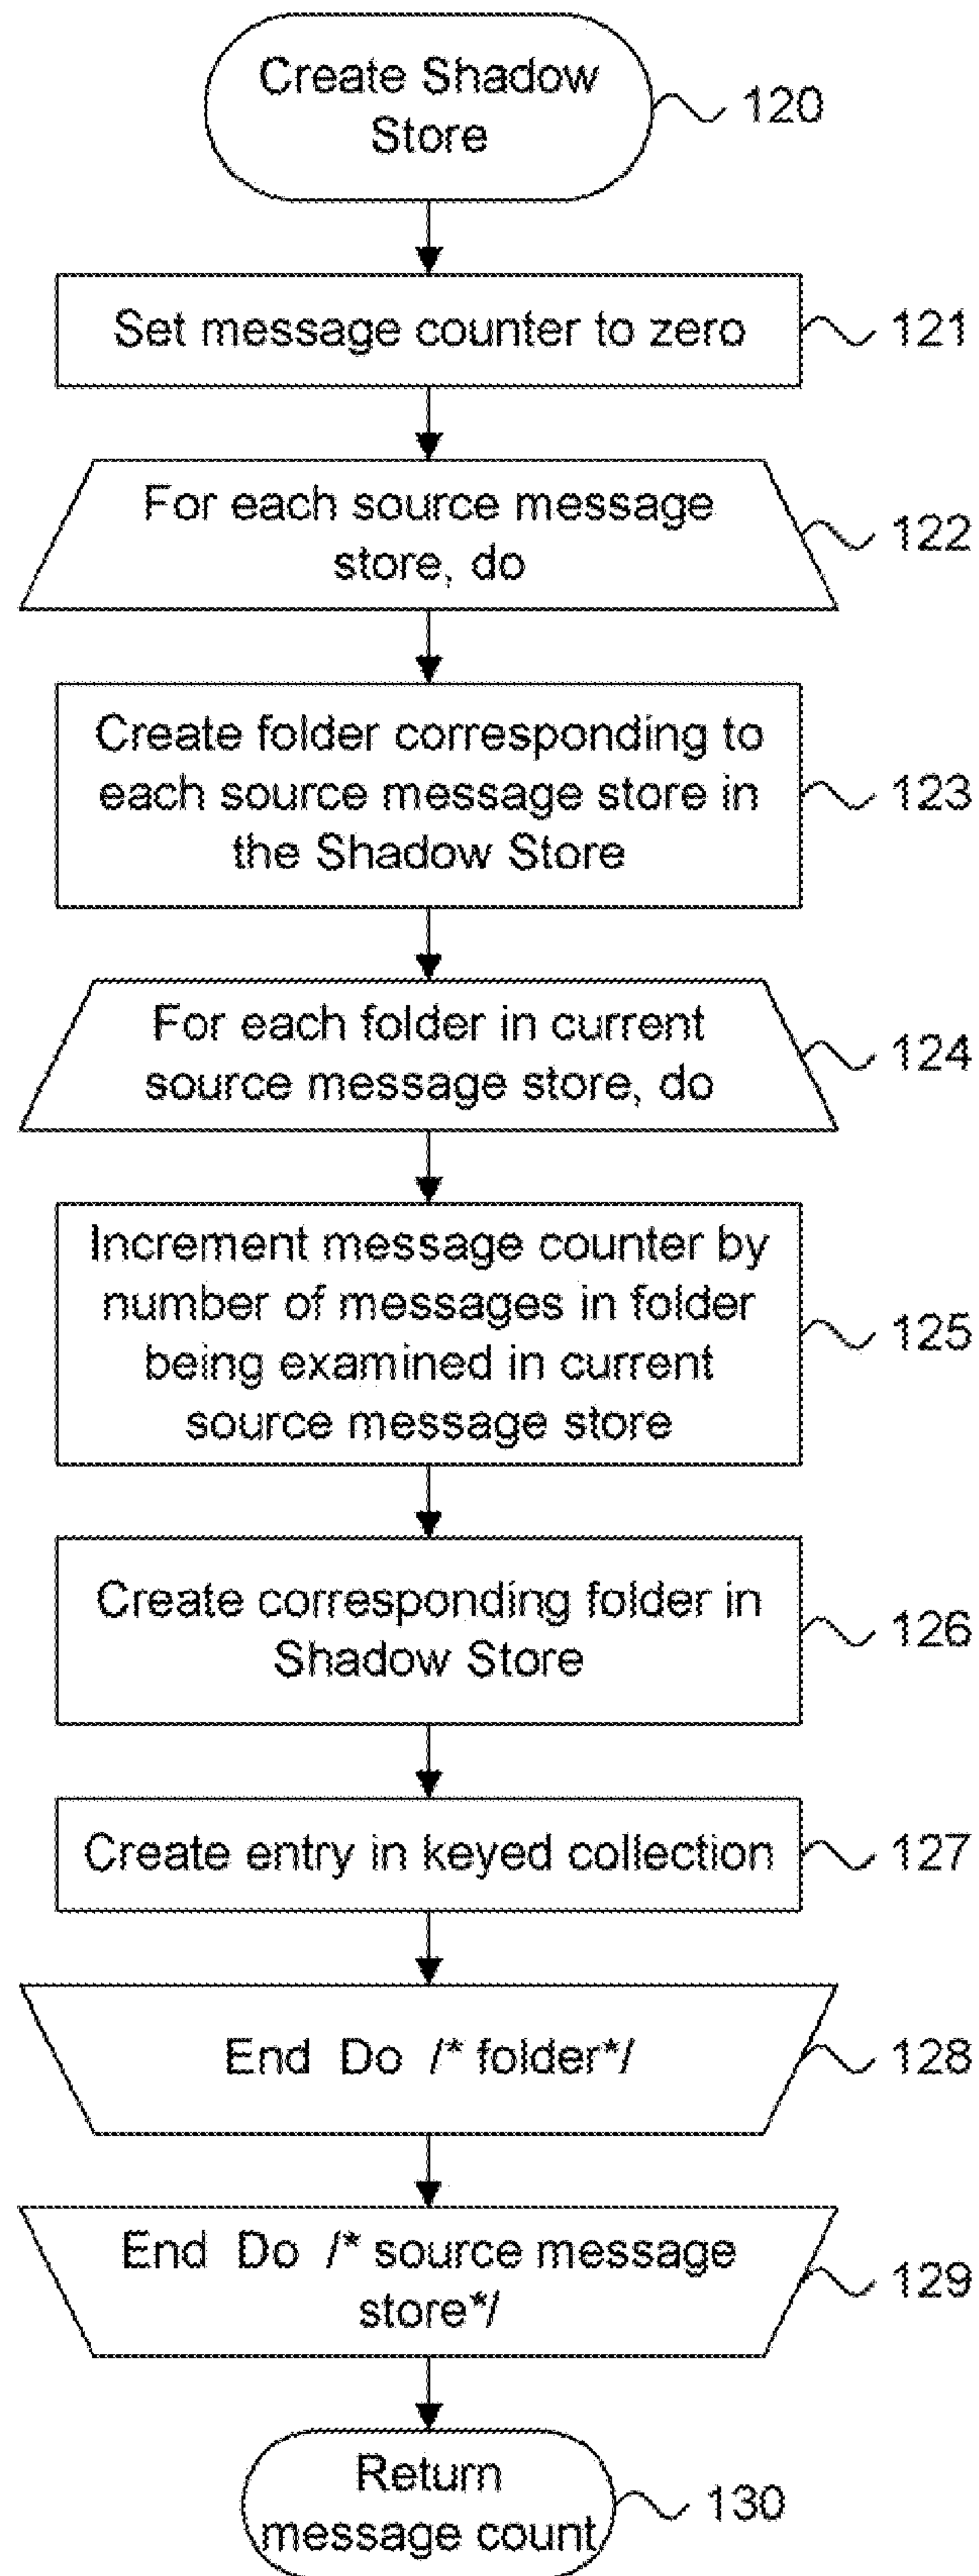 Create Shadow
Store
120
Set message counter to zero
121
For each source message
store, do
122
Create folder corresponding to
each source message store in
the Shadow Store
123
For each folder in current
source message store, do
124
Increment message counter by
number of messages in folder
being examined in current
source message store
125
Create corresponding folder in
Shadow Store
126
Create entry in keyed collection
127
End Do /* folder*/
128
End Do /* source message
store*/
129
Return
message count
130